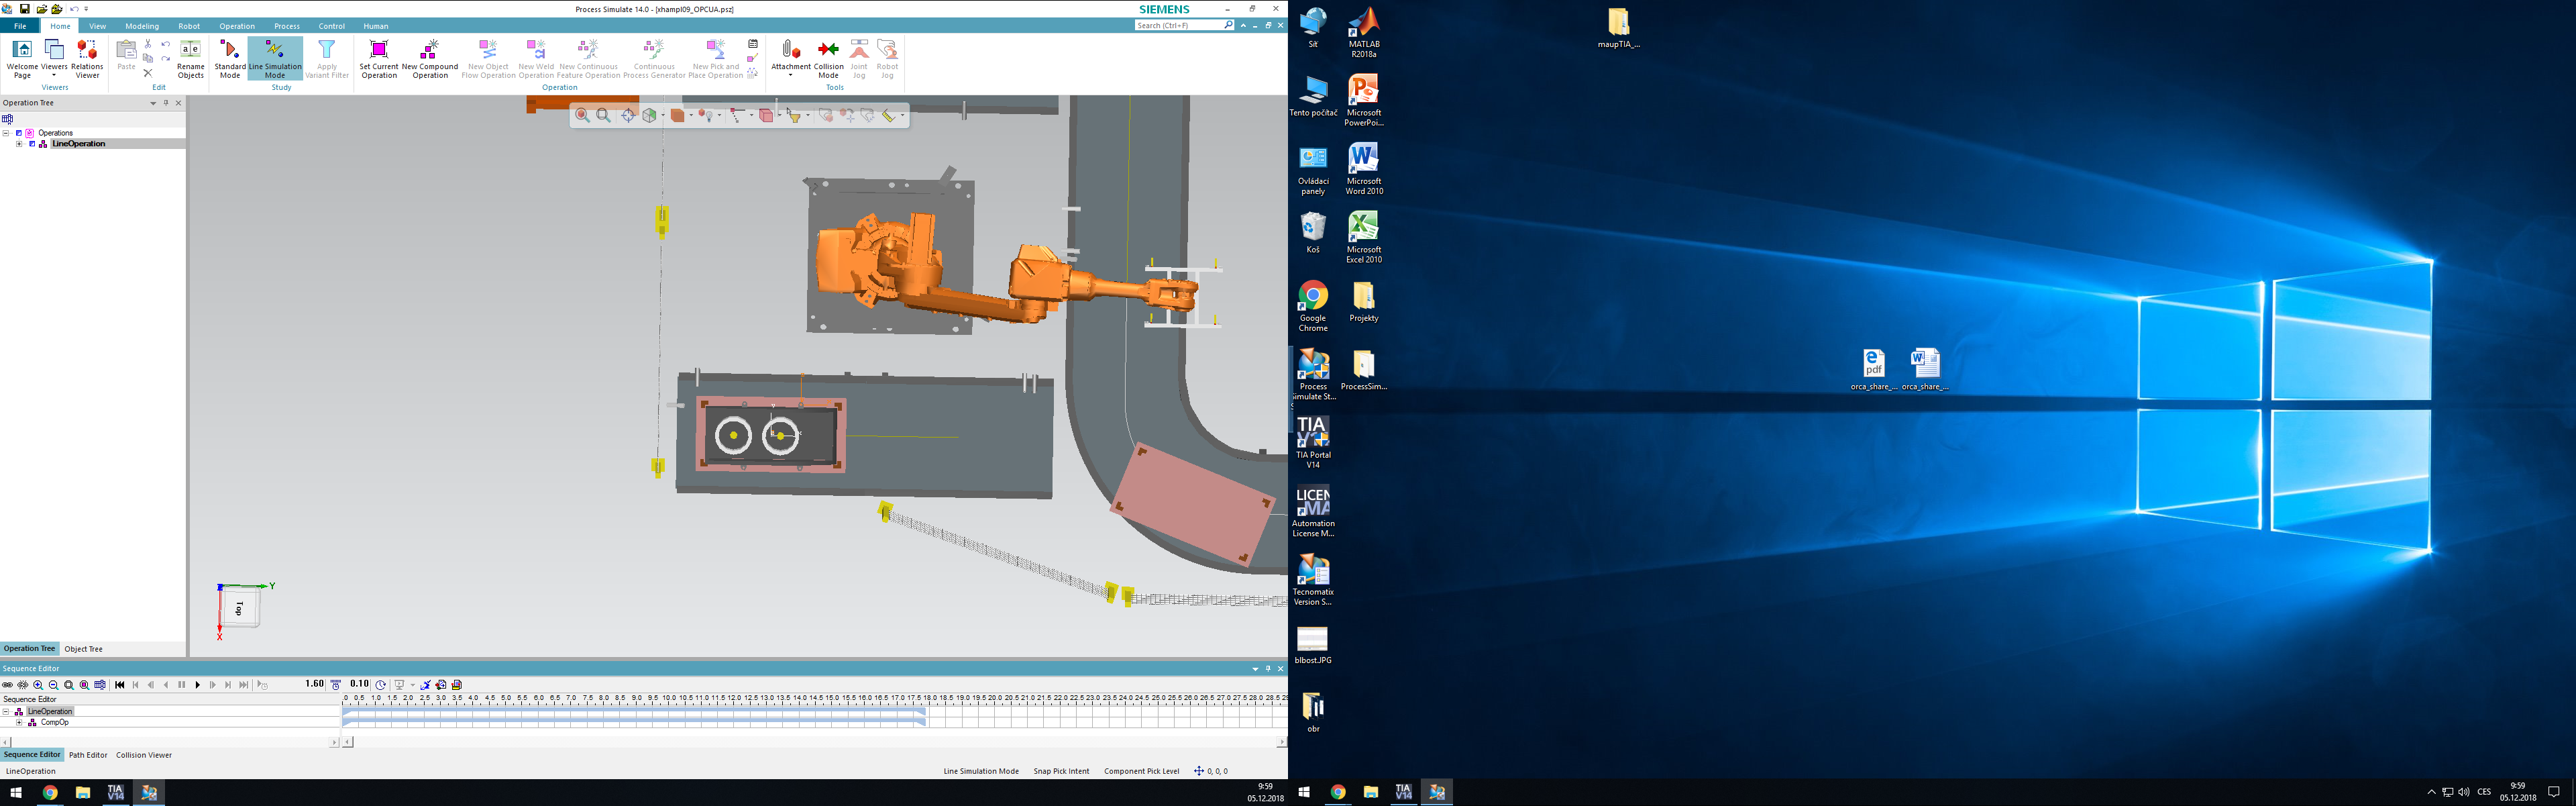 Process Simulate 14.0 - [xhampl09_OPCUA.psz]
SIEMENS
File Home View Modeling Robot Operation Process Control Human
Search (Ctrl+F)
Welcome Page
Viewers
Relations Viewer
Paste
Rename Objects
Standard Mode
Line Simulation Mode
Apply Variant Filter
Set Current Operation
New Compound Operation
New Object Flow Operation
New Weld Operation
New Continuous Feature Operation
Continuous Process Generator
New Pick and Place Operation
Attachment
Collision Mode
Joint Jog
Robot Jog
Viewers Edit Study Operation Tools
Operation Tree
Operations
LineOperation
Top
Y
X
Operation Tree Object Tree
Sequence Editor
1.60 0.10
Sequence Editor
.0 0.5 1.0 1.5 2.0 2.5 3.0 3.5 4.0 4.5 5.0 5.5 6.0 6.5 7.0 7.5 8.0 8.5 9.0 9.5 10.0 10.5 11.0 11.5 12.0 12.5 13.0 13.5 14.0 14.5 15.0 15.5 16.0 16.5 17.0 17.5 18.0 18.5 19.0 19.5 20.0 20.5 21.0 21.5 22.0 22.5 23.0 23.5 24.0 24.5 25.0 25.5 26.0 26.5 27.0 27.5 28.0 28.5 29
LineOperation
CompOp
Sequence Editor Path Editor Collision Viewer
LineOperation
Line Simulation Mode Snap Pick Intent Component Pick Level 0, 0, 0
TIA V14
9:59
05.12.2018
Síť
MATLAB R2018a
maupTIA_...
Tento počítač
Microsoft PowerPoi...
Ovládací panely
Microsoft Word 2010
Koš
Microsoft Excel 2010
Google Chrome
Projekty
Process Simulate St...
ProcessSim...
pdf
orca_share_...
orca_share_...
TIA
TIA Portal V14
LICEN
Automation License M...
Tecnomatix Version S...
blbost.JPG
obr
TIA V14
CES
9:59
05.12.2018